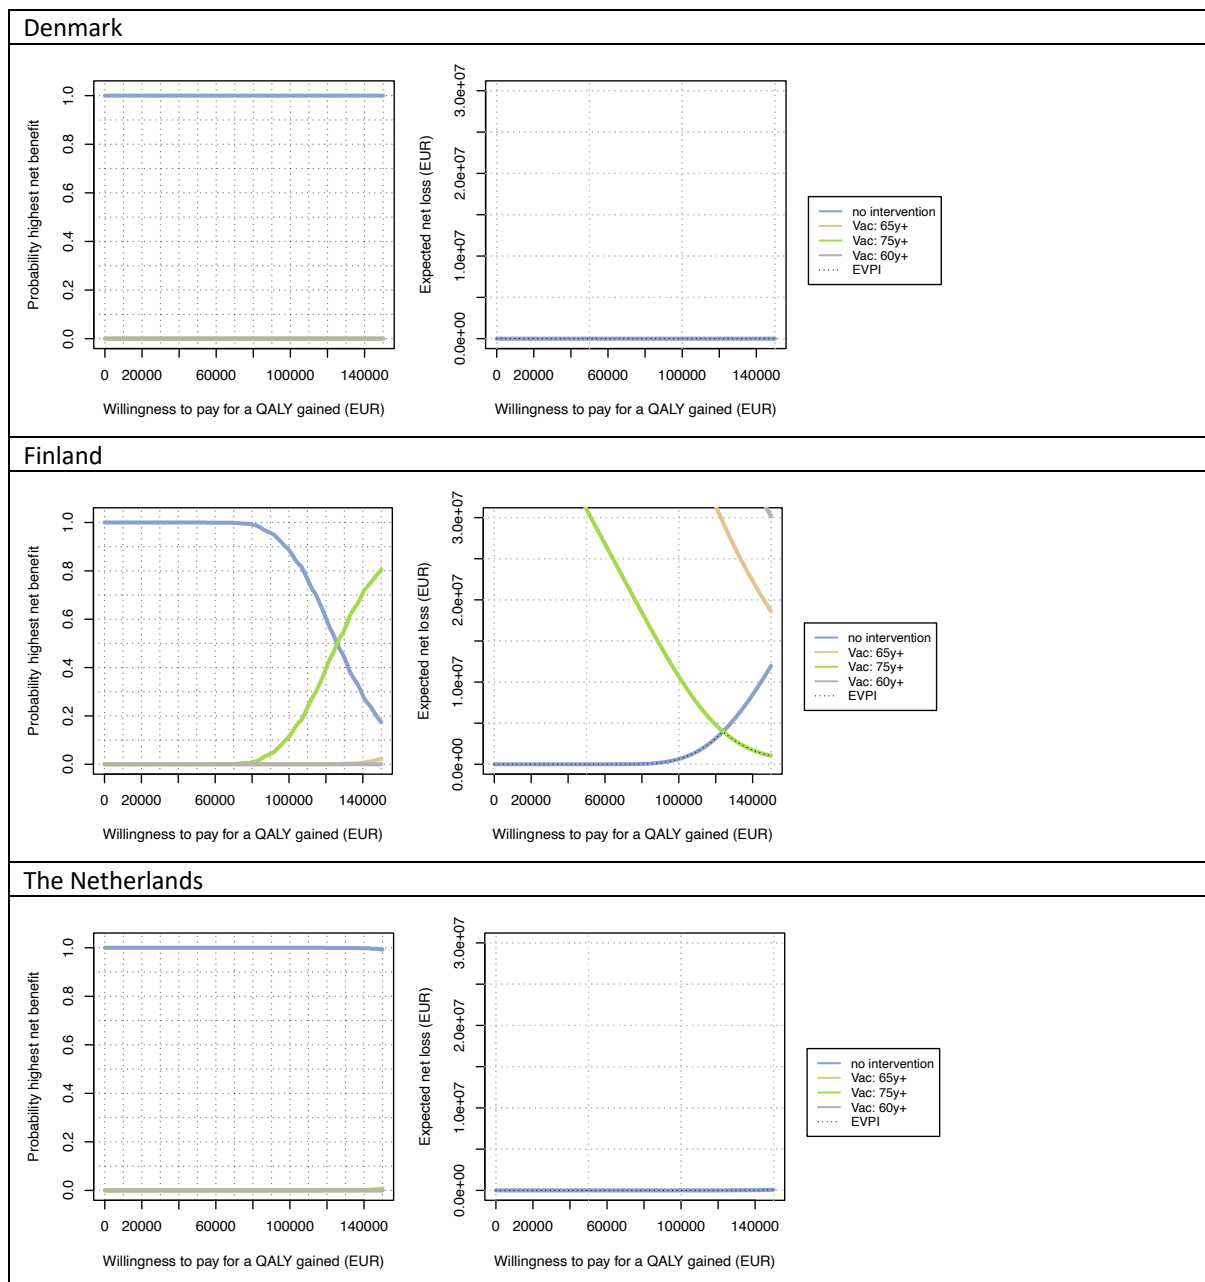 Denmark
Probability highest net benefit
0.0 0.2 0.4 0.6 0.8 1.0
0 20000 60000 100000 140000
Willingness to pay for a QALY gained (EUR)
Expected net loss (EUR)
0.0e+00 1.0e+07 2.0e+07 3.0e+07
0 20000 60000 100000 140000
Willingness to pay for a QALY gained (EUR)
no intervention
Vac: 65y+
Vac: 75y+
Vac: 60y+
EVPI
Finland
Probability highest net benefit
0.0 0.2 0.4 0.6 0.8 1.0
0 20000 60000 100000 140000
Willingness to pay for a QALY gained (EUR)
Expected net loss (EUR)
0.0e+00 1.0e+07 2.0e+07 3.0e+07
0 20000 60000 100000 140000
Willingness to pay for a QALY gained (EUR)
no intervention
Vac: 65y+
Vac: 75y+
Vac: 60y+
EVPI
The Netherlands
Probability highest net benefit
0.0 0.2 0.4 0.6 0.8 1.0
0 20000 60000 100000 140000
Willingness to pay for a QALY gained (EUR)
Expected net loss (EUR)
0.0e+00 1.0e+07 2.0e+07 3.0e+07
0 20000 60000 100000 140000
Willingness to pay for a QALY gained (EUR)
no intervention
Vac: 65y+
Vac: 75y+
Vac: 60y+
EVPI